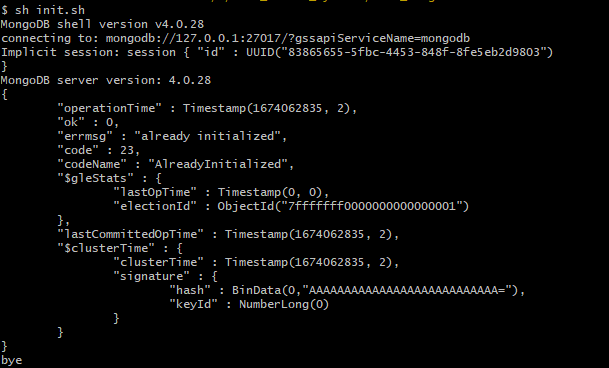 $ sh init.sh
MongoDB shell version v4.0.28
connecting to: mongodb://127.0.0.1:27017/?gssapiServiceName=mongodb
Implicit session: session { "id" : UUID("83865655-5fbc-4453-848f-8fe5eb2d9803")
}
MongoDB server version: 4.0.28
{
        "operationTime" : Timestamp(1674062835, 2),
        "ok" : 0,
        "errmsg" : "already initialized",
        "code" : 23,
        "codeName" : "AlreadyInitialized",
        "$gleStats" : {
                "lastOpTime" : Timestamp(0, 0),
                "electionId" : ObjectId("7fffffff0000000000000001")
        },
        "lastCommittedOpTime" : Timestamp(1674062835, 2),
        "$clusterTime" : {
                "clusterTime" : Timestamp(1674062835, 2),
                "signature" : {
                        "hash" : BinData(0,"AAAAAAAAAAAAAAAAAAAAAAAAAAA="),
                        "keyId" : NumberLong(0)
                }
        }
}
bye